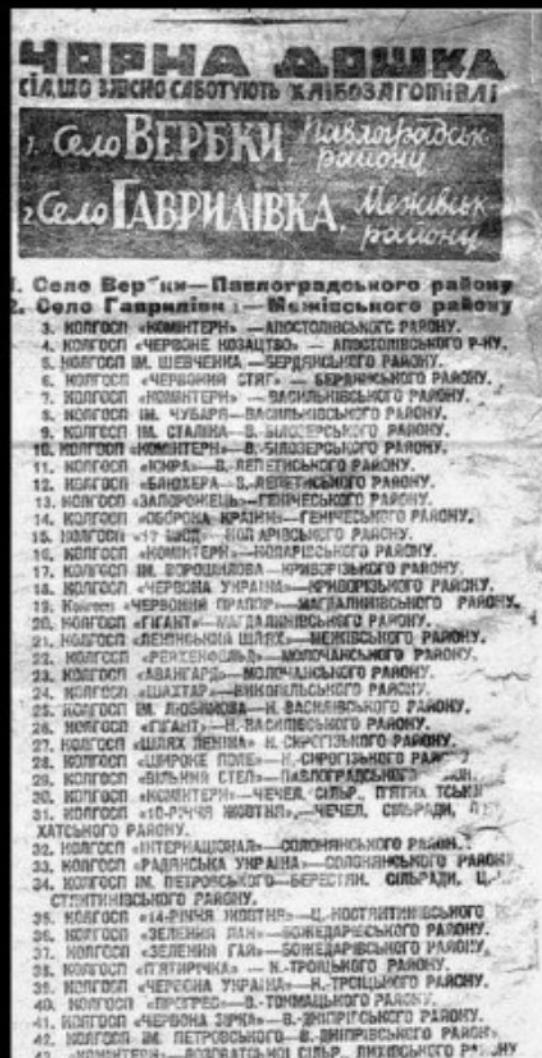 ЧОРНА ДОШКА
СІЛ, ЩО ЗЛІСНО САБОТУЮТЬ ХЛІБОЗАГОТІВЛІ
1. Село ВЕРБКИ, Павлоградськ. району
2. Село ГАВРИЛІВКА, Межівськ. району
1. Село Вербки—Павлоградського району
2. Село Гаврилівка—Межівського району
3. КОЛГОСП «КОМІНТЕРН» —АПОСТОЛІВСЬКОГО РАЙОНУ.
4. КОЛГОСП «ЧЕРВОНЕ КОЗАЦТВО» — АПОСТОЛІВСЬКОГО Р-НУ.
5. КОЛГОСП ІМ. ШЕВЧЕНКА —БЕРДЯНСЬКОГО РАЙОНУ.
6. КОЛГОСП «ЧЕРВОНИЙ СТЯГ» — БЕРДЯНСЬКОГО РАЙОНУ.
7. КОЛГОСП «КОМІНТЕРН» —ВАСИЛЬКІВСЬКОГО РАЙОНУ.
8. КОЛГОСП ІМ. ЧУБАРЯ—ВАСИЛЬКІВСЬКОГО РАЙОНУ.
9. КОЛГОСП ІМ. СТАЛІНА—В.-БІЛОЗЕРСЬКОГО РАЙОНУ.
10. КОЛГОСП «КОМІНТЕРН»—В.-БІЛОЗЕРСЬКОГО РАЙОНУ.
11. КОЛГОСП «ІСКРА»—В.-ЛЕПЕТИСЬКОГО РАЙОНУ.
12. КОЛГОСП «БЛЮХЕРА—В.-ЛЕПЕТИСЬКОГО РАЙОНУ.
13. КОЛГОСП «ЗАПОРОЖЕЦЬ»—ГЕНІЧЕСЬКОГО РАЙОНУ.
14. КОЛГОСП «ОБОРОНА КРАЇНИ»—ГЕНІЧЕСЬКОГО РАЙОНУ.
15. КОЛГОСП РАЙОНУ.
16. КОЛГОСП «КОМІНТЕРН» РАЙОНУ.
17. КОЛГОСП ІМ. ВОРОШИЛОВА—КРИВОРІЗЬКОГО РАЙОНУ.
18. КОЛГОСП «ЧЕРВОНА УКРАЇНА»—КРИВОРІЗЬКОГО РАЙОНУ.
19. Колгосп «ЧЕРВОНИЙ ПРАПОР»—МАГДАЛИНІВСЬКОГО РАЙОНУ.
20. КОЛГОСП «ГІГАНТ»—МАГДАЛИНІВСЬКОГО РАЙОНУ.
21. КОЛГОСП «ЛЕНІНСЬКИЙ ШЛЯХ»—МЕЖІВСЬКОГО РАЙОНУ.
22. КОЛГОСП «РЕЙХЕНФЕЛЬД»—МОЛОЧАНСЬКОГО РАЙОНУ.
23. КОЛГОСП «АВАНГАРД»—МОЛОЧАНСЬКОГО РАЙОНУ.
24. КОЛГОСП «ШАХТАР»—НИКОПІЛЬСЬКОГО РАЙОНУ.
25. КОЛГОСП ІМ. ЛЮБИМОВА—Н. ВАСИЛІВСЬКОГО РАЙОНУ.
26. КОЛГОСП «ГІГАНТ»—Н.-ВАСИЛІВСЬКОГО РАЙОНУ.
27. КОЛГОСП «ШЛЯХ ЛЕНІНА» Н. СИРОГІЗЬКОГО РАЙОНУ.
28. КОЛГОСП «ШИРОКЕ ПОЛЕ»—Н. СИРОГІЗЬКОГО
29. КОЛГОСП «ВІЛЬНИЙ СТЕП»—ПАВЛОГРАДСЬКОГО
30. КОЛГОСП «КОМІНТЕРН»—ЧЕЧЕЛ. СІЛЬР.
31. КОЛГОСП «10-РІЧЧЯ ЖОВТНЯ»,—ЧЕЧЕЛ. СІЛЬРАДИ,
ХАТСЬКОГО РАЙОНУ.
32. КОЛГОСП «ІНТЕРНАЦІОНАЛ»—СОЛОНЯНСЬКОГО
33. КОЛГОСП «РАДЯНСЬКА УКРАЇНА»—СОЛОНЯНСЬКОГО РАЙОНУ.
34. КОЛГОСП ІМ. ПЕТРОВСЬКОГО—БЕРЕСТЯН. СІЛЬРАДИ, Ц.-
РАЙОНУ.
35. КОЛГОСП «14-РІЧЧЯ ЖОВТНЯ»
36. КОЛГОСП «ЗЕЛЕНИЙ ЛАН»—БОЖЕДАРІВСЬКОГО РАЙОНУ.
37. КОЛГОСП «ЗЕЛЕНИЙ ГАЙ»—БОЖЕДАРІВСЬКОГО РАЙОНУ.
38. КОЛГОСП «П'ЯТИРІЧКА» — Н.-ТРОЇЦЬКОГО РАЙОНУ.
39. КОЛГОСП «ЧЕРВОНА УКРАЇНА»—Н.-ТРОЇЦЬКОГО РАЙОНУ.
40. КОЛГОСП «ПРОГРЕС»—В.-ТОКМАЦЬКОГО РАЙОНУ.
41. КОЛГОСП «ЧЕРВОНА ЗІРКА»—В.-ДНІПРІВСЬКОГО РАЙОНУ.
42. КОЛГОСП ІМ. ПЕТРОВСЬКОГО—В.-ДНІПРІВСЬКОГО
«КОМІНТЕРН» СІЛЬР. ЛИХІВСЬКОГО